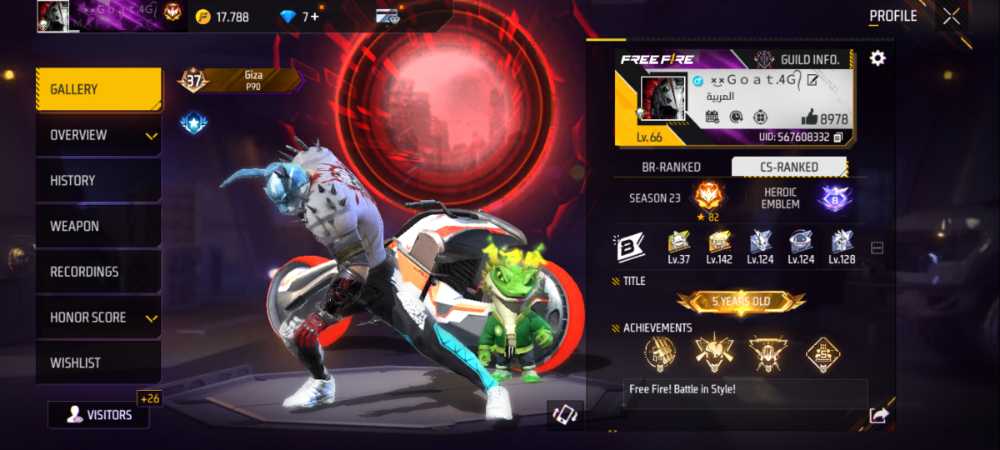 ××Goat.4G
17.788
7+
PROFILE
GALLERY
OVERVIEW
HISTORY
WEAPON
RECORDINGS
HONOR SCORE
WISHLIST
VISITORS
+26
37
Giza
P90
FREE FIRE
GUILD INFO.
××Goat.4G
العربية
8978
Lv. 66
UID: 567608332
BR-RANKED
CS-RANKED
SEASON 23
82
HEROIC
EMBLEM
8
B
Lv.37
Lv.142
Lv.124
Lv.124
Lv.128
TITLE
5 YEARS OLD
ACHIEVEMENTS
Free Fire! Battle in Style!